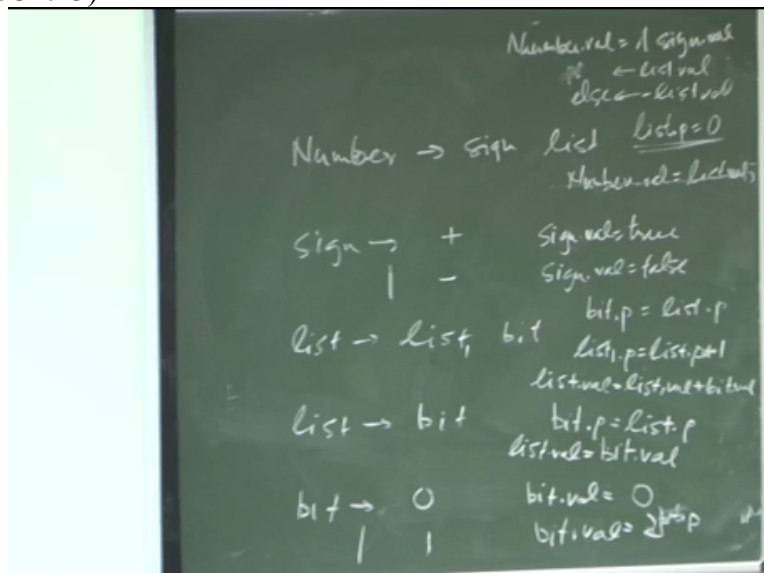 Number.val = if sign.val
← list.val
else ← -list.val
Number → sign list list.p=0
Number.val=list.val;
sign → + sign.val=true
| - sign.val=false
bit.p = list.p
list → list₁ bit
list₁.p=list.p+1
list.val=list₁.val+bit.val
list → bit bit.p=list.p
list.val=bit.val
bit → 0 bit.val= 0
| 1 bit.val= 2^bit.p